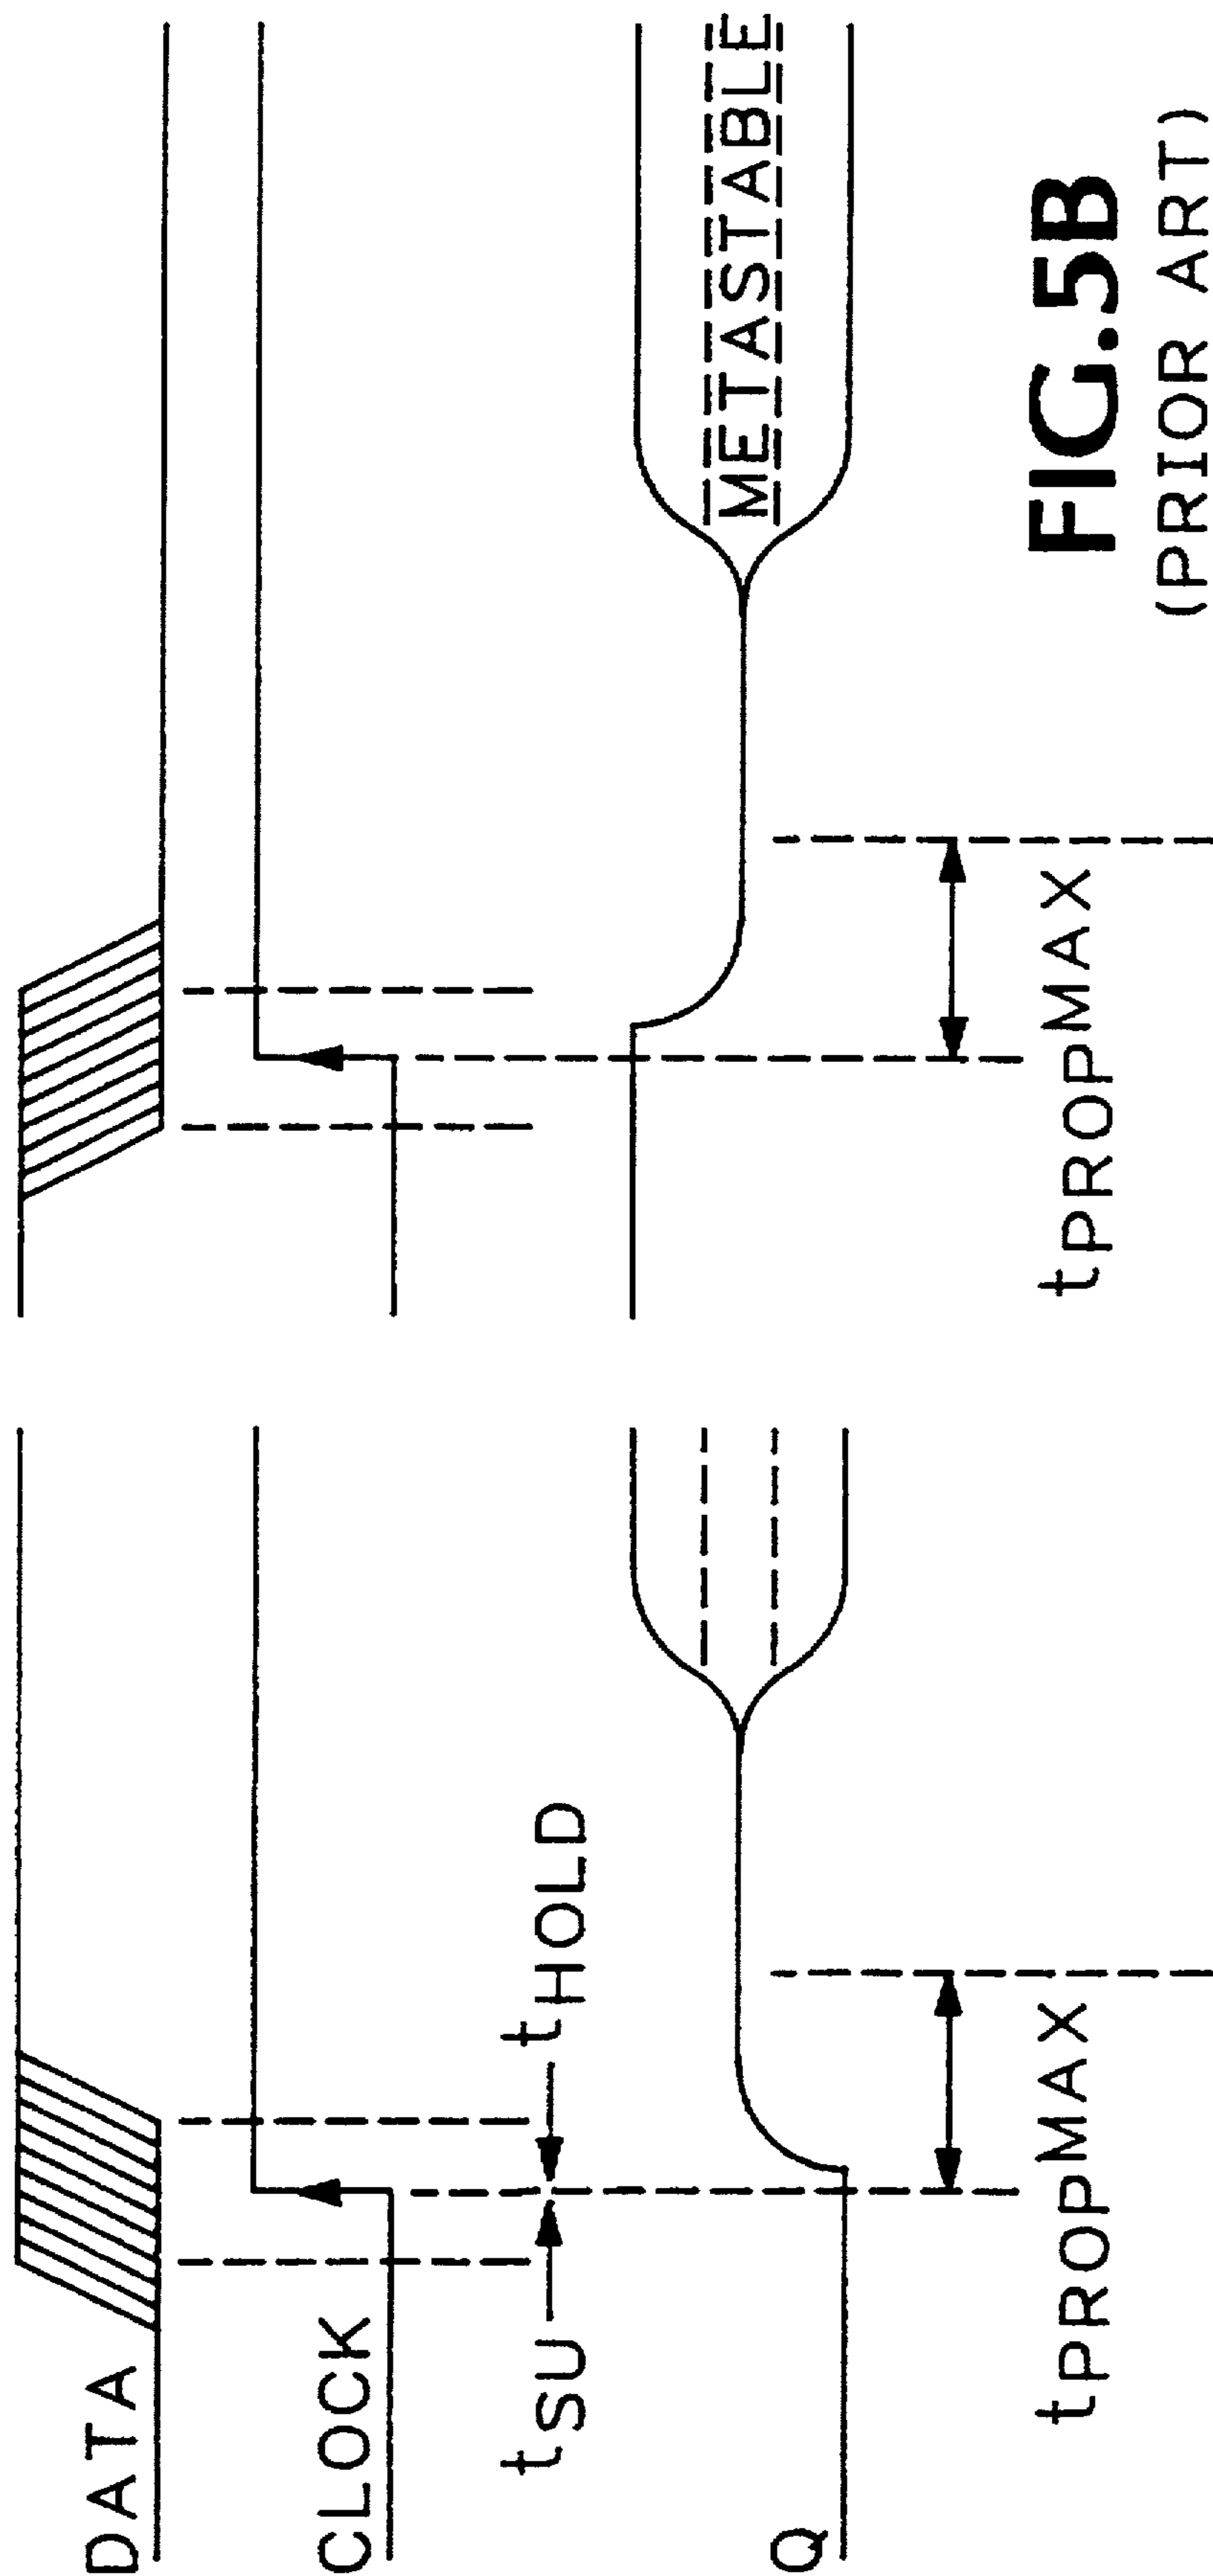 DATA
CLOCK
tSU
tHOLD
Q
METASTABLE
tPROPMAX
tPROPMAX
FIG.5B
(PRIOR ART)